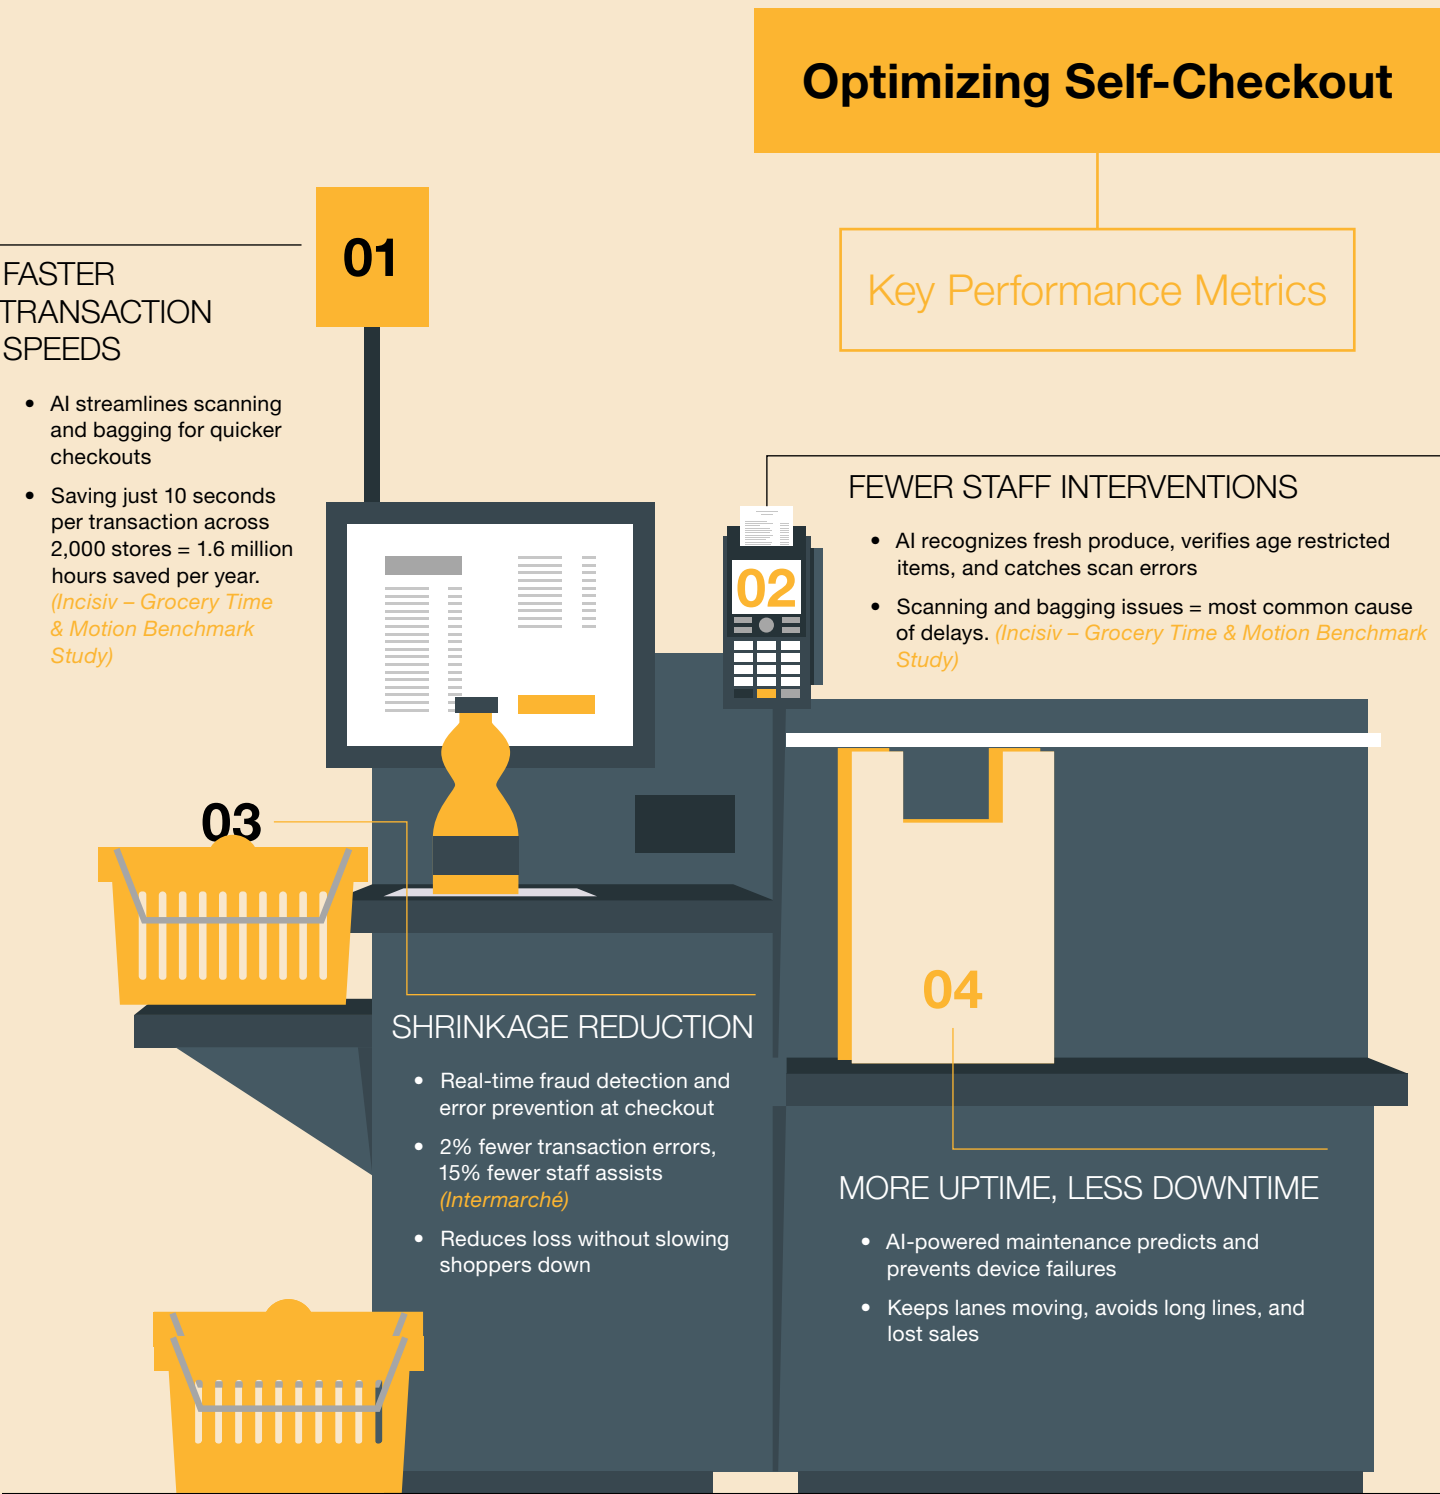 Optimizing Self-Checkout
Key Performance Metrics
01
FASTER
TRANSACTION
SPEEDS
• AI streamlines scanning
and bagging for quicker
checkouts
• Saving just 10 seconds
per transaction across
2,000 stores = 1.6 million
hours saved per year.
(Incisiv – Grocery Time
& Motion Benchmark
Study)
02
FEWER STAFF INTERVENTIONS
• AI recognizes fresh produce, verifies age restricted
items, and catches scan errors
• Scanning and bagging issues = most common cause
of delays. (Incisiv – Grocery Time & Motion Benchmark
Study)
03
SHRINKAGE REDUCTION
• Real-time fraud detection and
error prevention at checkout
• 2% fewer transaction errors,
15% fewer staff assists
(Intermarché)
• Reduces loss without slowing
shoppers down
04
MORE UPTIME, LESS DOWNTIME
• AI-powered maintenance predicts and
prevents device failures
• Keeps lanes moving, avoids long lines, and
lost sales